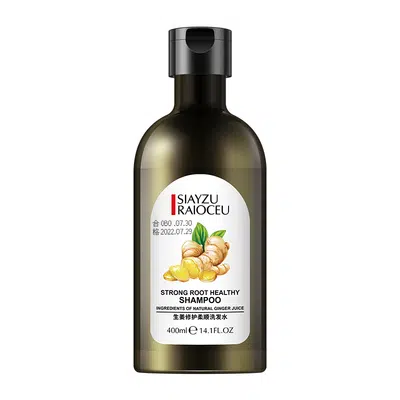 SIAYZU
RAIOCEU
合 060 .07.30
格 2022.07.29
STRONG ROOT HEALTHY
SHAMPOO
INGREDIENTS OF NATURAL GINGER JUICE
生姜修护柔顺洗发水
400ml℮14.1FL.OZ